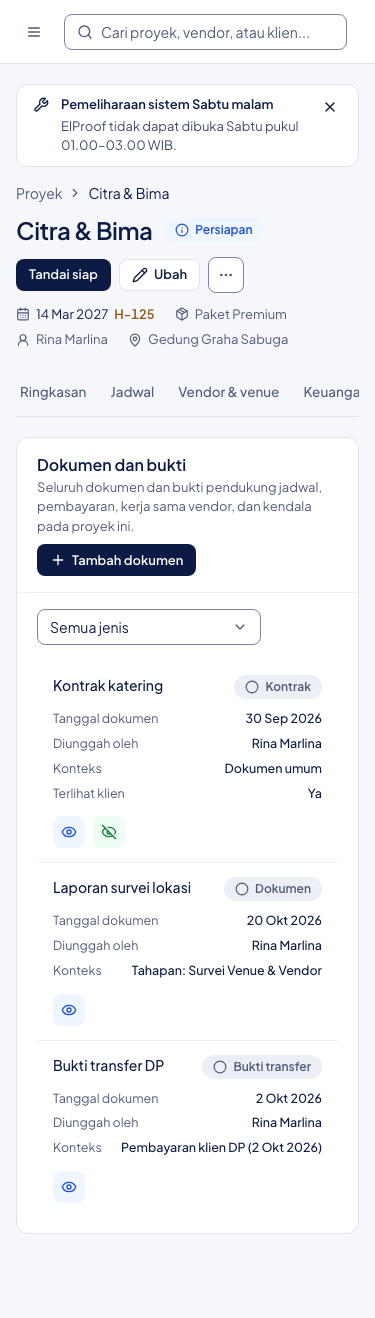 Cari proyek, vendor, atau klien...
Pemeliharaan sistem Sabtu malam
ElProof tidak dapat dibuka Sabtu pukul
01.00–03.00 WIB.
Proyek > Citra & Bima
Citra & Bima Persiapan
Tandai siap Ubah
14 Mar 2027 H-125 Paket Premium
Rina Marlina Gedung Graha Sabuga
Ringkasan Jadwal Vendor & venue Keuanga
Dokumen dan bukti
Seluruh dokumen dan bukti pendukung jadwal,
pembayaran, kerja sama vendor, dan kendala
pada proyek ini.
Tambah dokumen
Semua jenis
Kontrak katering Kontrak
Tanggal dokumen 30 Sep 2026
Diunggah oleh Rina Marlina
Konteks Dokumen umum
Terlihat klien Ya
Laporan survei lokasi Dokumen
Tanggal dokumen 20 Okt 2026
Diunggah oleh Rina Marlina
Konteks Tahapan: Survei Venue & Vendor
Bukti transfer DP Bukti transfer
Tanggal dokumen 2 Okt 2026
Diunggah oleh Rina Marlina
Konteks Pembayaran klien DP (2 Okt 2026)